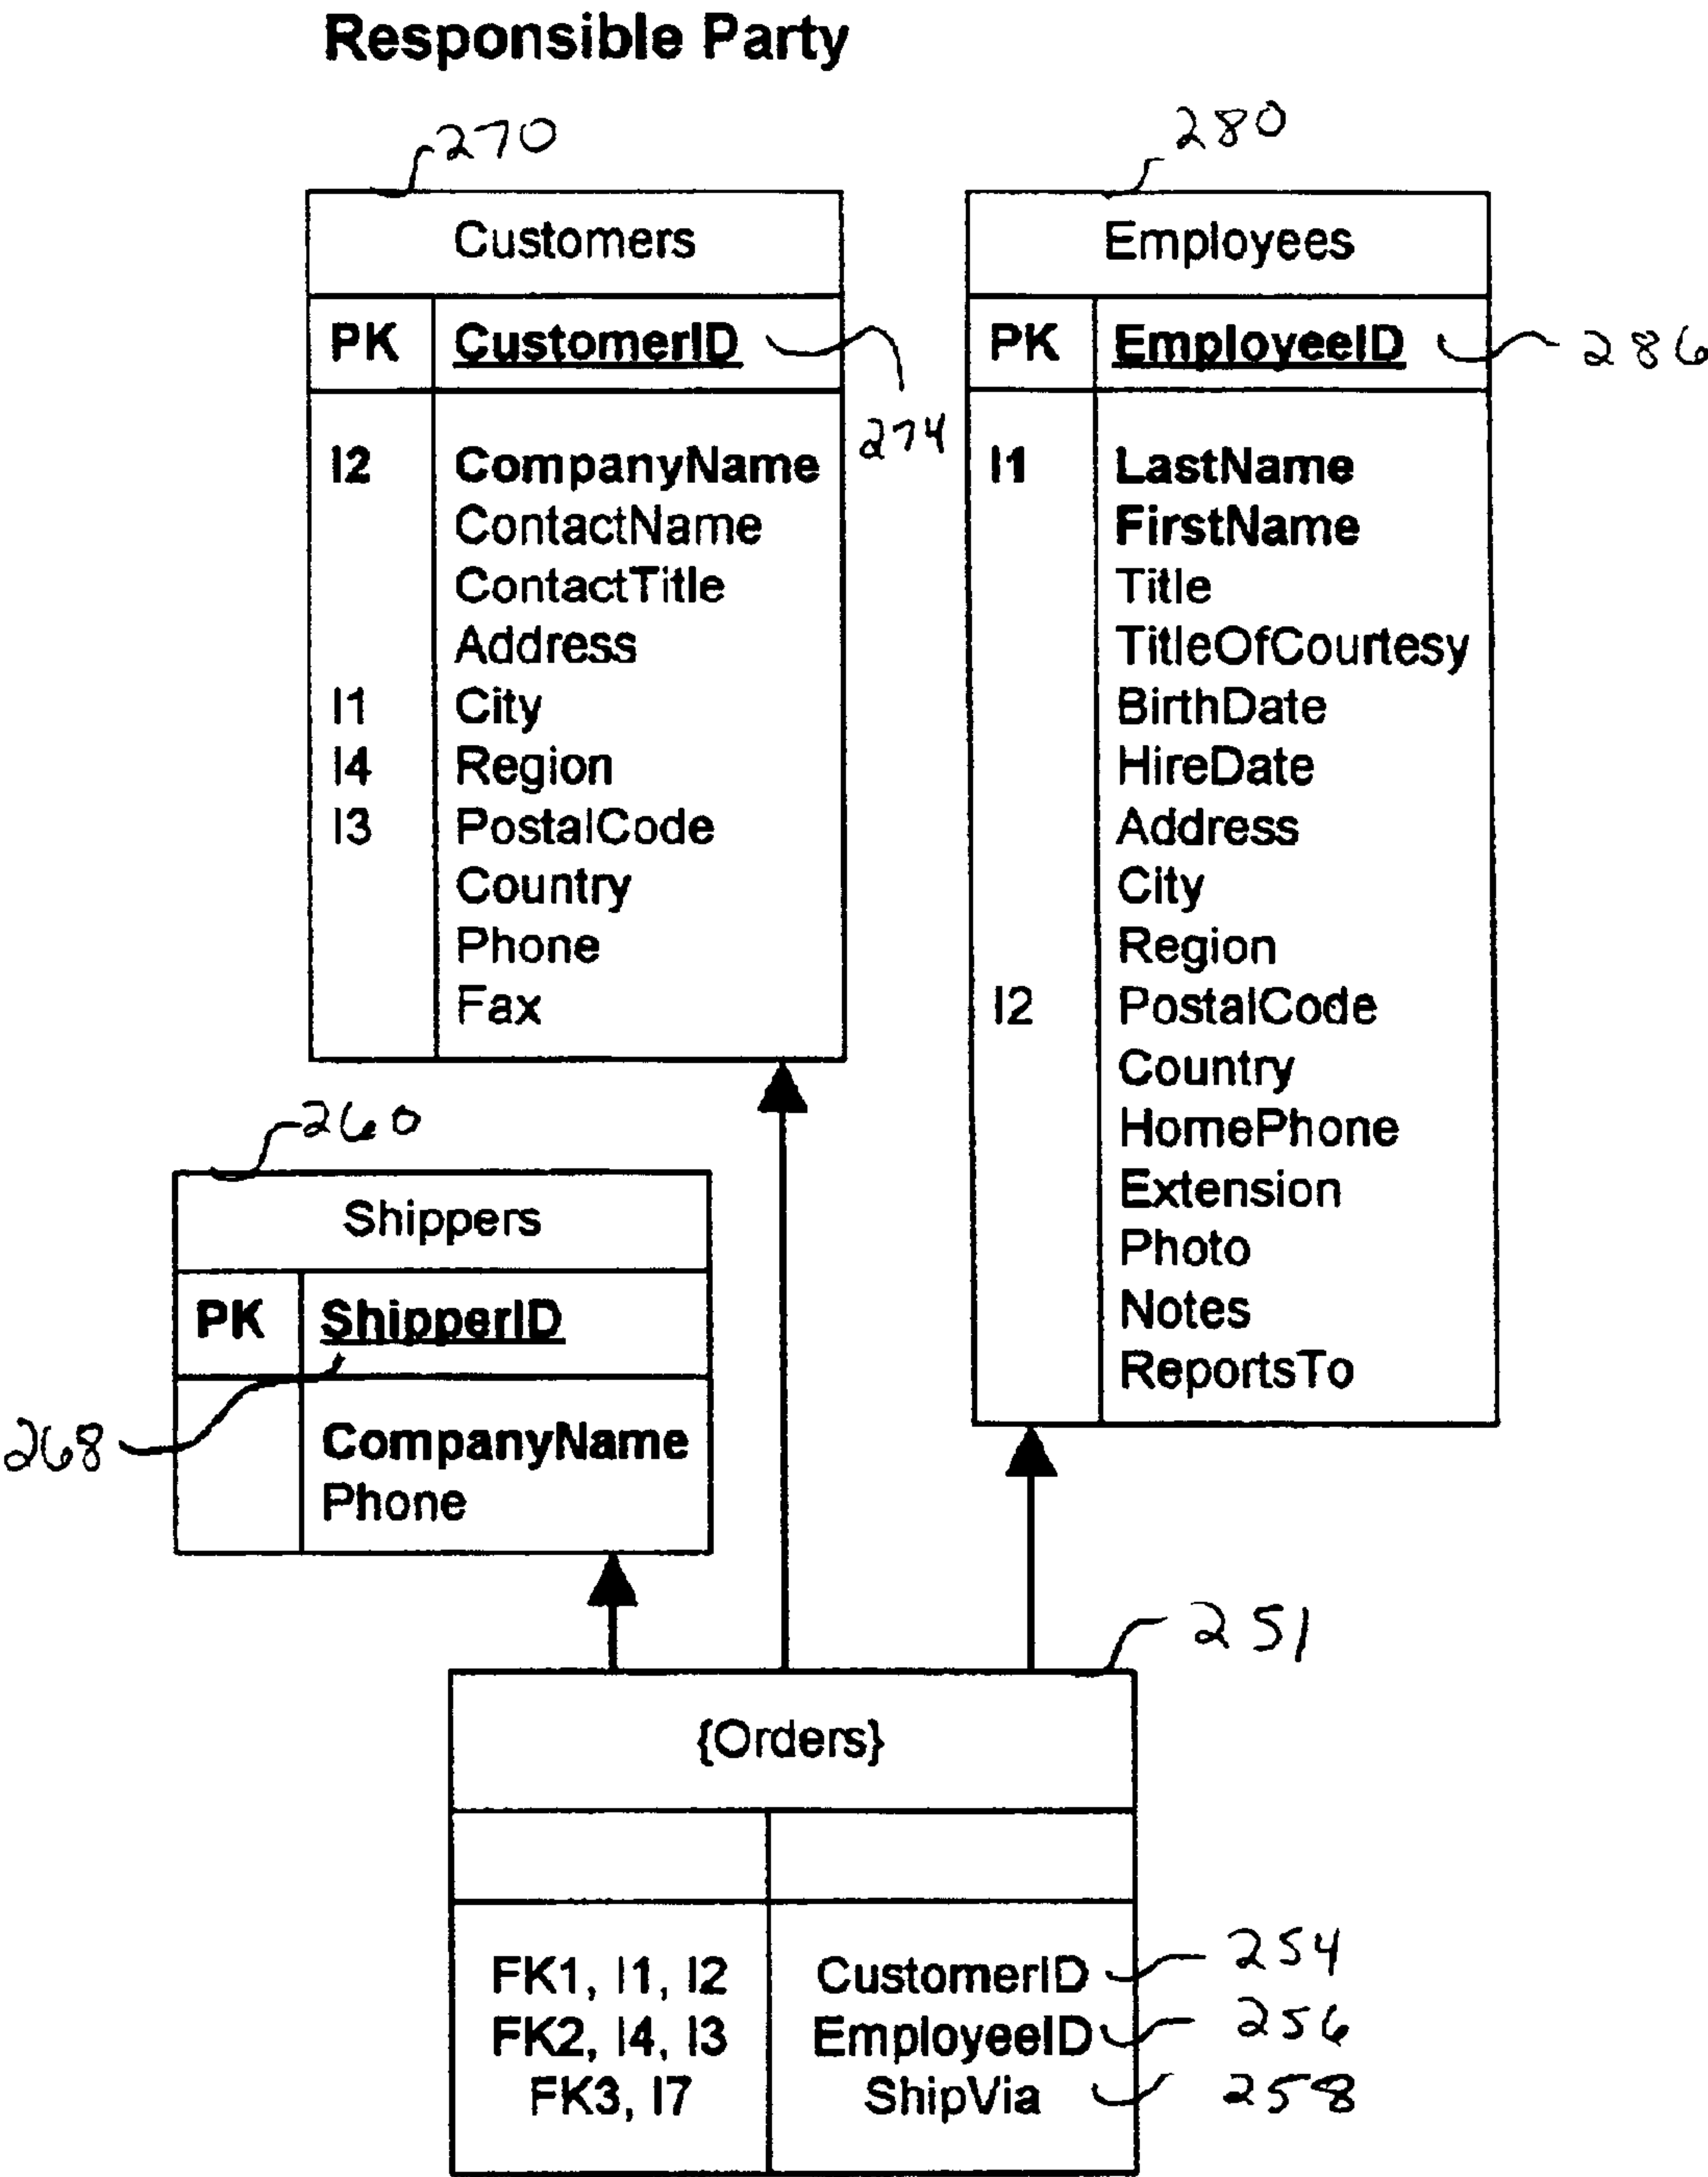 Responsible Party
270
Customers
PK CustomerID
274
I2 CompanyName
ContactName
ContactTitle
Address
I1 City
I4 Region
I3 PostalCode
Country
Phone
Fax
280
Employees
PK EmployeeID 286
I1 LastName
FirstName
Title
TitleOfCourtesy
BirthDate
HireDate
Address
City
Region
I2 PostalCode
Country
HomePhone
Extension
Photo
Notes
ReportsTo
260
Shippers
PK ShipperID
268
CompanyName
Phone
251
{Orders}
FK1, I1, I2 CustomerID 254
FK2, I4, I3 EmployeeID 256
FK3, I7 ShipVia 258